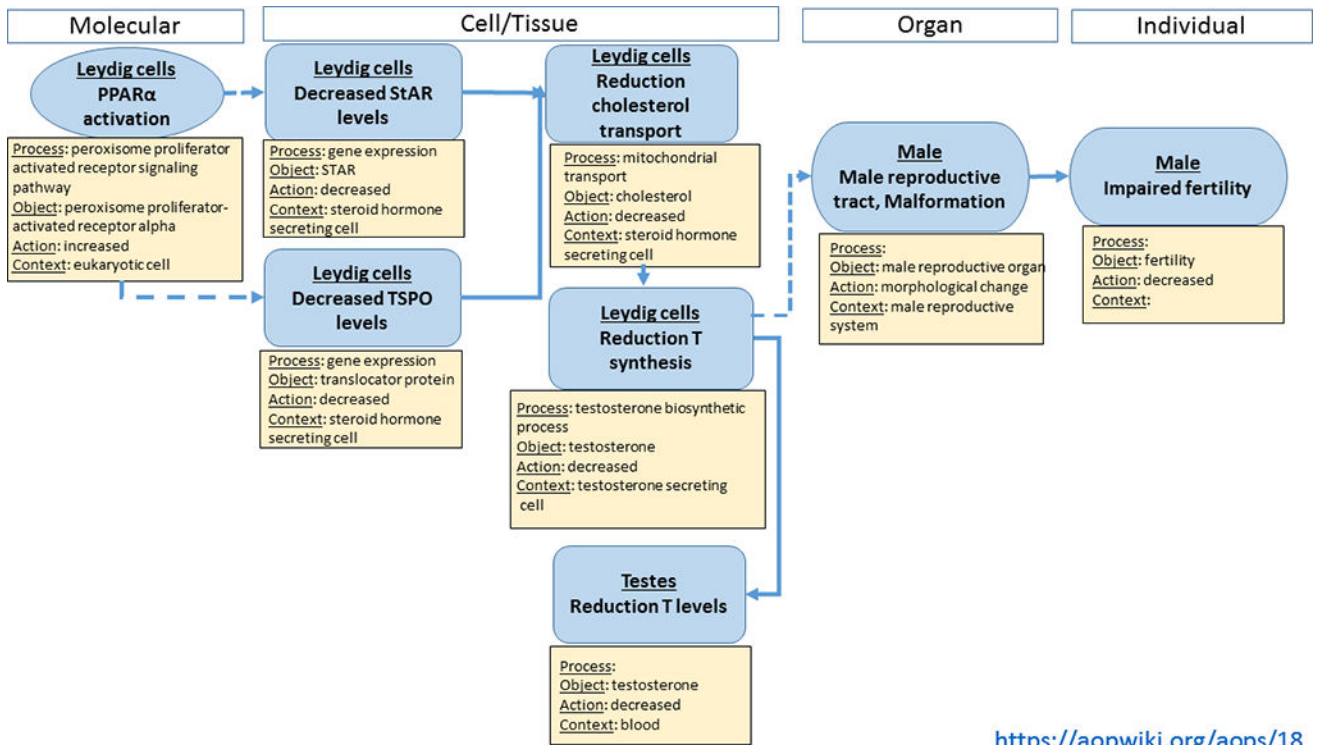 Molecular
Cell/Tissue
Organ
Individual
Leydig cells
PPARα
activation
Process: peroxisome proliferator
activated receptor signaling
pathway
Object: peroxisome proliferator-
activated receptor alpha
Action: increased
Context: eukaryotic cell
Leydig cells
Decreased StAR
levels
Process: gene expression
Object: STAR
Action: decreased
Context: steroid hormone
secreting cell
Leydig cells
Decreased TSPO
levels
Process: gene expression
Object: translocator protein
Action: decreased
Context: steroid hormone
secreting cell
Leydig cells
Reduction
cholesterol
transport
Process: mitochondrial
transport
Object: cholesterol
Action: decreased
Context: steroid hormone
secreting cell
Leydig cells
Reduction T
synthesis
Process: testosterone biosynthetic
process
Object: testosterone
Action: decreased
Context: testosterone secreting
cell
Testes
Reduction T levels
Process:
Object: testosterone
Action: decreased
Context: blood
Male
Male reproductive
tract, Malformation
Process:
Object: male reproductive organ
Action: morphological change
Context: male reproductive
system
Male
Impaired fertility
Process:
Object: fertility
Action: decreased
Context:
https://aopwiki.org/aops/18